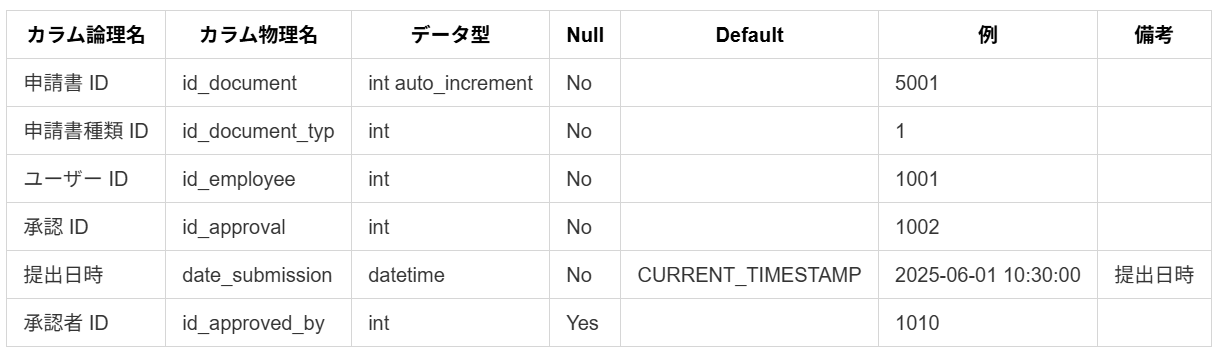 カラム論理名 カラム物理名 データ型 Null Default 例 備考
申請書 ID id_document int auto_increment No 5001
申請書種類 ID id_document_typ int No 1
ユーザー ID id_employee int No 1001
承認 ID id_approval int No 1002
提出日時 date_submission datetime No CURRENT_TIMESTAMP 2025-06-01 10:30:00 提出日時
承認者 ID id_approved_by int Yes 1010